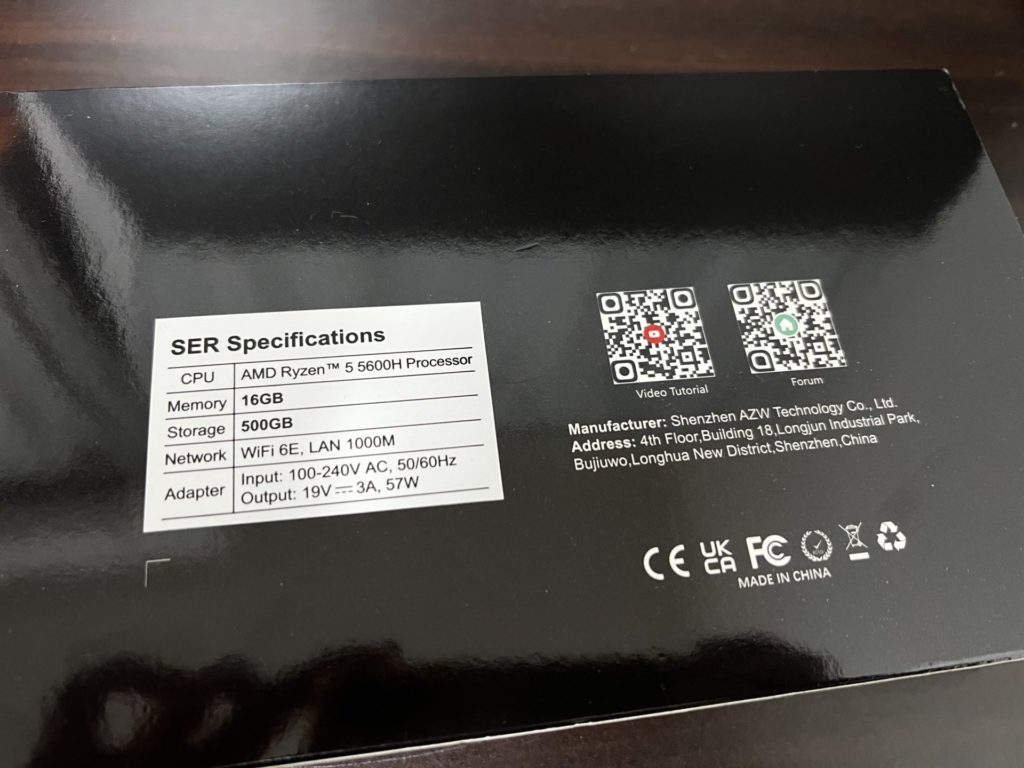 SER Specifications
CPU AMD Ryzen™ 5 5600H Processor
Memory 16GB
Storage 500GB
Network WiFi 6E, LAN 1000M
Adapter Input: 100-240V AC, 50/60Hz
Output: 19V⎓3A, 57W
Video Tutorial
Forum
Manufacturer: Shenzhen AZW Technology Co., Ltd.
Address: 4th Floor,Building 18,Longjun Industrial Park,
Bujiuwo,Longhua New District,Shenzhen,China
CE UK CA FC
MADE IN CHINA